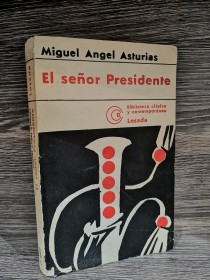 Miguel Angel Asturias
El señor Presidente
Biblioteca clásica
y contemporánea
Losada